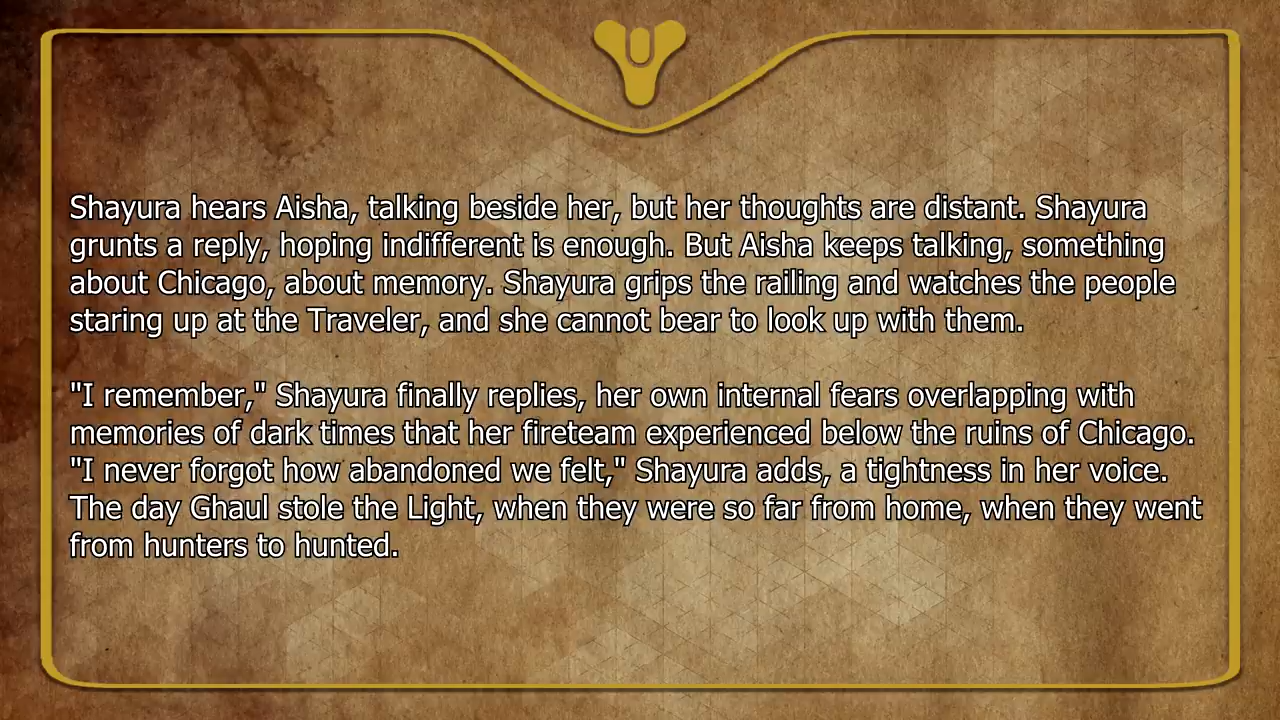 Shayura hears Aisha, talking beside her, but her thoughts are distant. Shayura
grunts a reply, hoping indifferent is enough. But Aisha keeps talking, something
about Chicago, about memory. Shayura grips the railing and watches the people
staring up at the Traveler, and she cannot bear to look up with them.
"I remember," Shayura finally replies, her own internal fears overlapping with
memories of dark times that her fireteam experienced below the ruins of Chicago.
"I never forgot how abandoned we felt," Shayura adds, a tightness in her voice.
The day Ghaul stole the Light, when they were so far from home, when they went
from hunters to hunted.